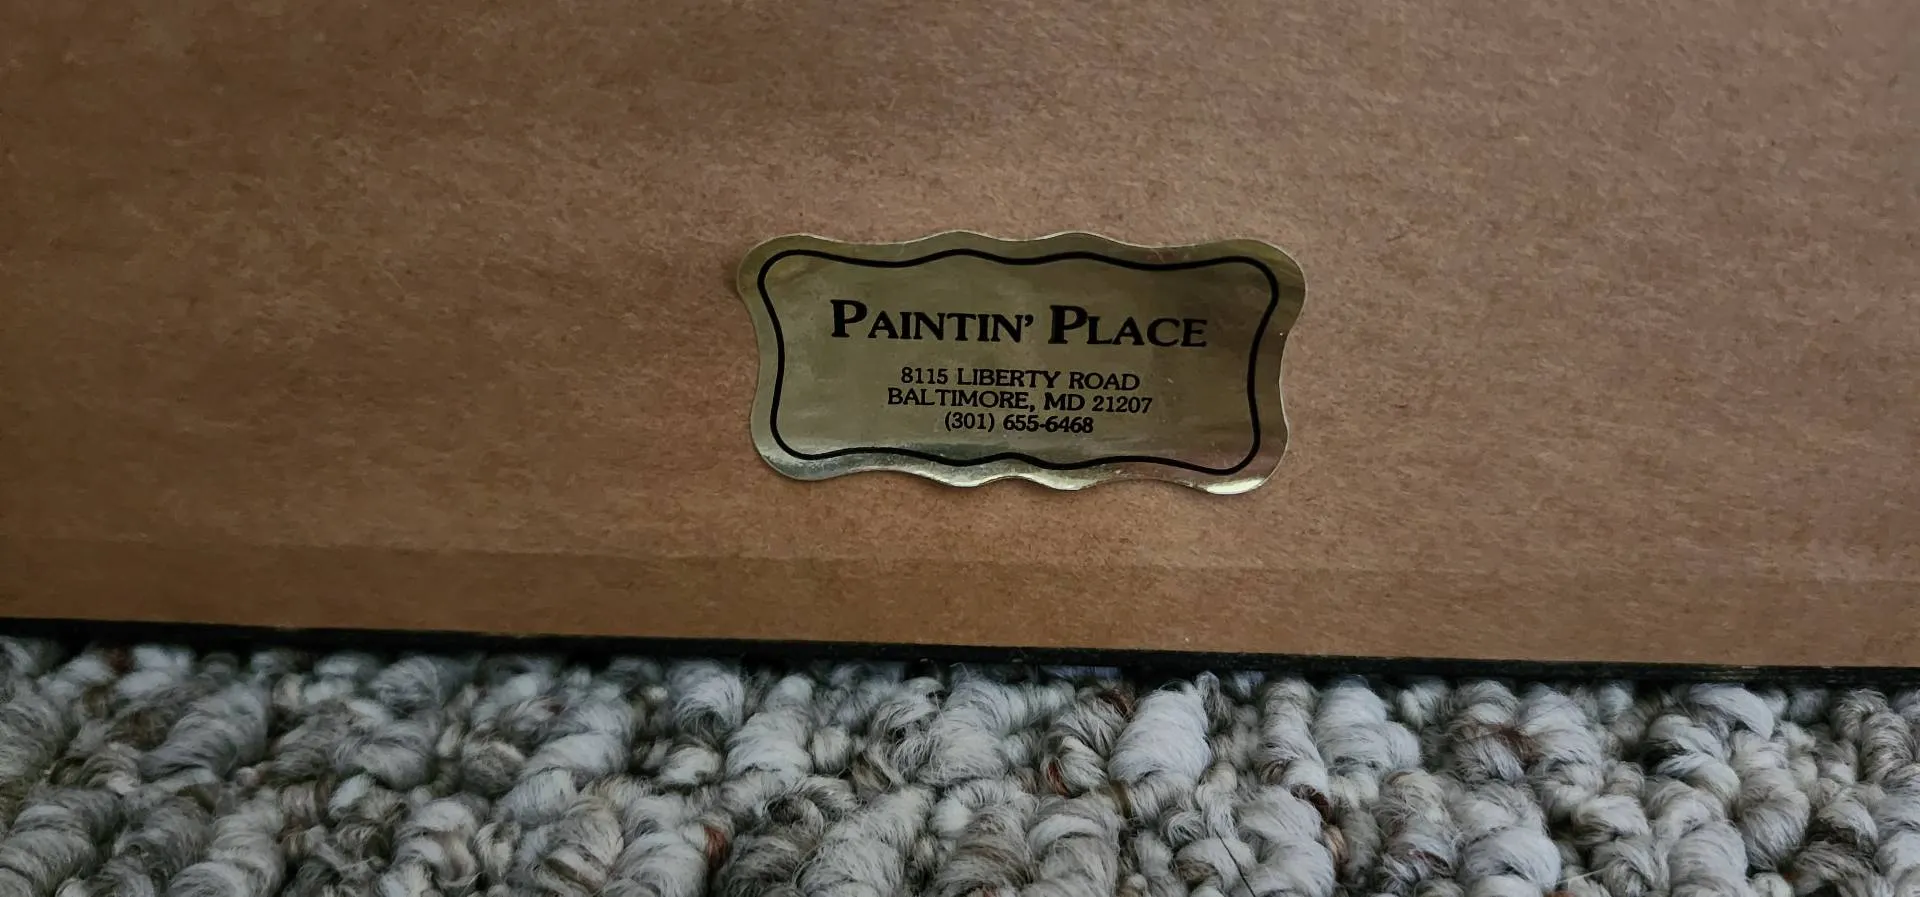 PAINTIN' PLACE
8115 LIBERTY ROAD
BALTIMORE, MD 21207
(301) 655-6468